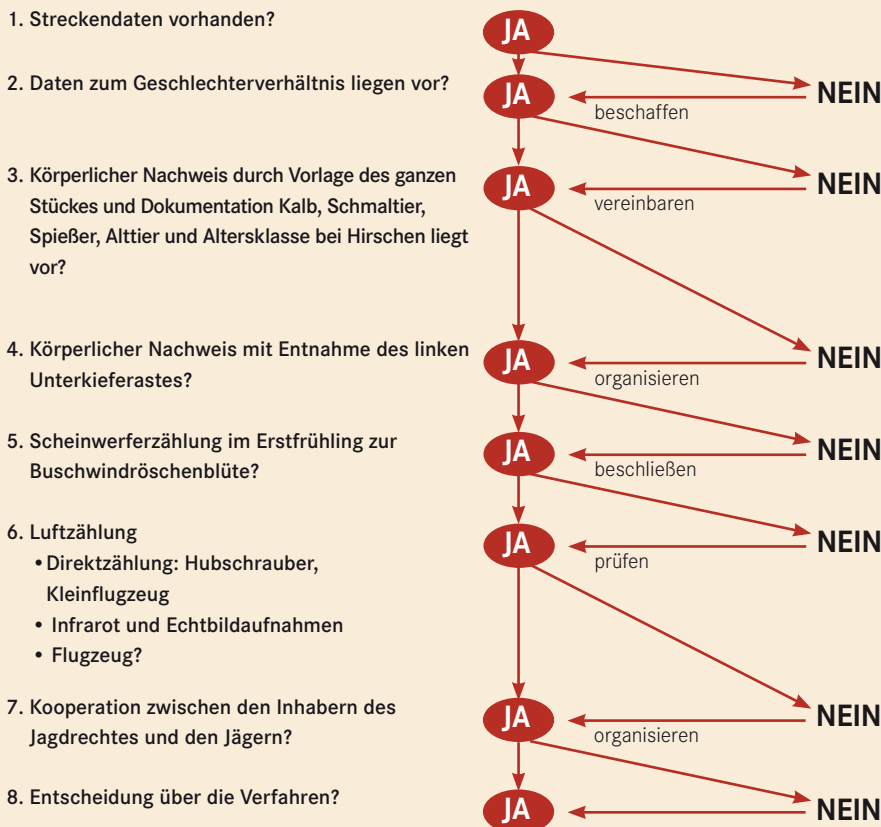 1. Streckendaten vorhanden?
JA
2. Daten zum Geschlechterverhältnis liegen vor?
JA
beschaffen
NEIN
3. Körperlicher Nachweis durch Vorlage des ganzen
Stückes und Dokumentation Kalb, Schmaltier,
Spießer, Alttier und Altersklasse bei Hirschen liegt
vor?
JA
vereinbaren
NEIN
4. Körperlicher Nachweis mit Entnahme des linken
Unterkieferastes?
JA
organisieren
NEIN
5. Scheinwerferzählung im Erstfrühling zur
Buschwindröschenblüte?
JA
beschließen
NEIN
6. Luftzählung
• Direktzählung: Hubschrauber,
Kleinflugzeug
• Infrarot und Echtbildaufnahmen
• Flugzeug?
JA
prüfen
NEIN
7. Kooperation zwischen den Inhabern des
Jagdrechtes und den Jägern?
JA
organisieren
NEIN
8. Entscheidung über die Verfahren?
JA
NEIN